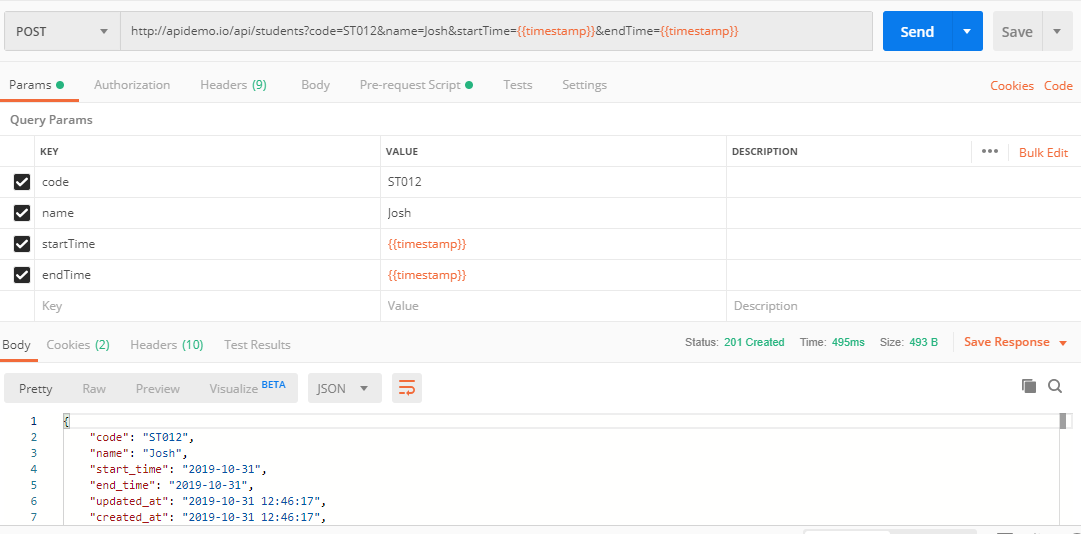 POST http://apidemo.io/api/students?code=ST012&name=Josh&startTime={{timestamp}}&endTime={{timestamp}} Send Save
Params Authorization Headers (9) Body Pre-request Script Tests Settings Cookies Code
Query Params
KEY VALUE DESCRIPTION ••• Bulk Edit
code ST012
name Josh
startTime {{timestamp}}
endTime {{timestamp}}
Key Value Description
Body Cookies (2) Headers (10) Test Results Status: 201 Created Time: 495ms Size: 493 B Save Response
Pretty Raw Preview Visualize BETA JSON
1 {
2 "code": "ST012",
3 "name": "Josh",
4 "start_time": "2019-10-31",
5 "end_time": "2019-10-31",
6 "updated_at": "2019-10-31 12:46:17",
7 "created_at": "2019-10-31 12:46:17",